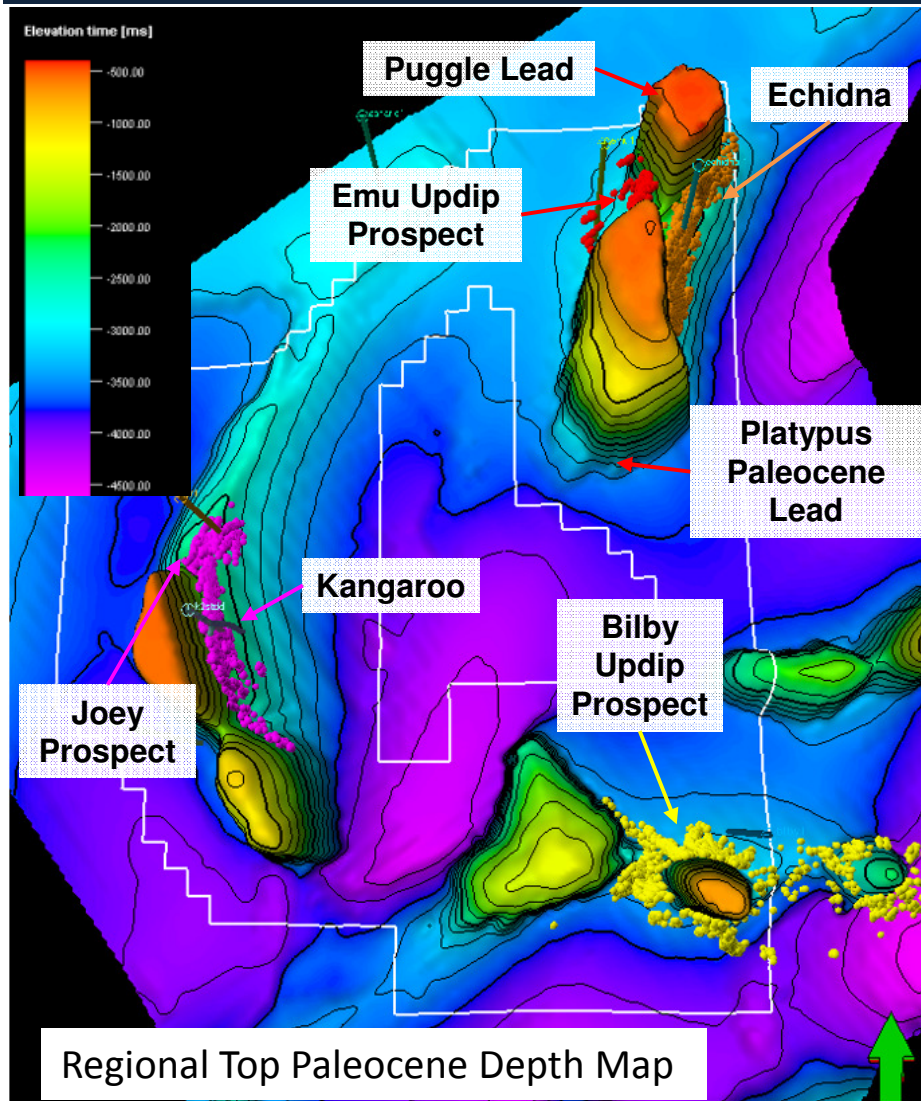 Elevation time [ms]
-500.00
-1000.00
-1500.00
-2000.00
-2500.00
-3000.00
-3500.00
-4000.00
-4500.00
Puggle Lead
Echidna
Emu Updip
Prospect
Platypus
Paleocene
Lead
Kangaroo
Bilby
Updip
Prospect
Joey
Prospect
Regional Top Paleocene Depth Map